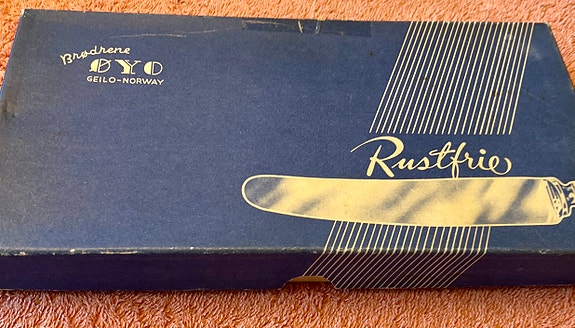 Brødrene
ØYO
GEILO-NORWAY
Rustfrie